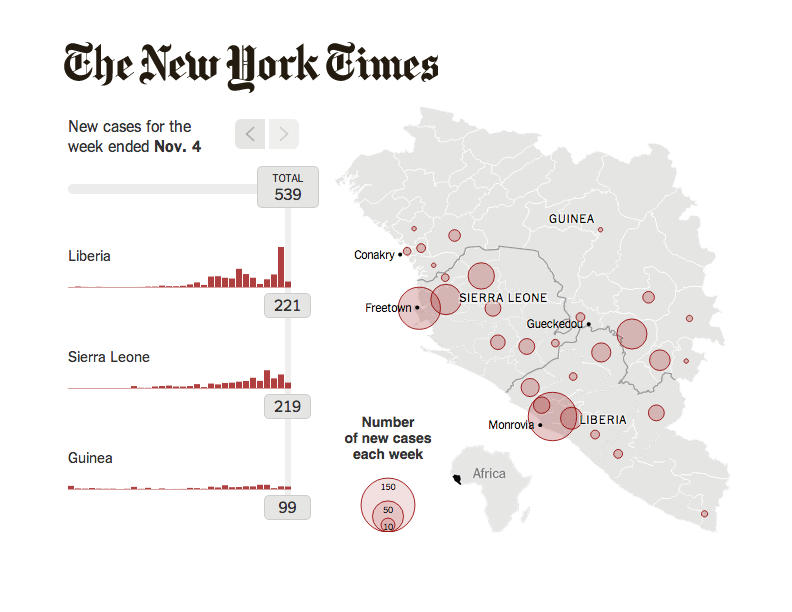 The New York Times
New cases for the
week ended Nov. 4
TOTAL
539
Liberia
221
Sierra Leone
219
Guinea
99
GUINEA
Conakry
SIERRA LEONE
Freetown
Gueckedou
Monrovia
LIBERIA
Number
of new cases
each week
150
50
10
Africa